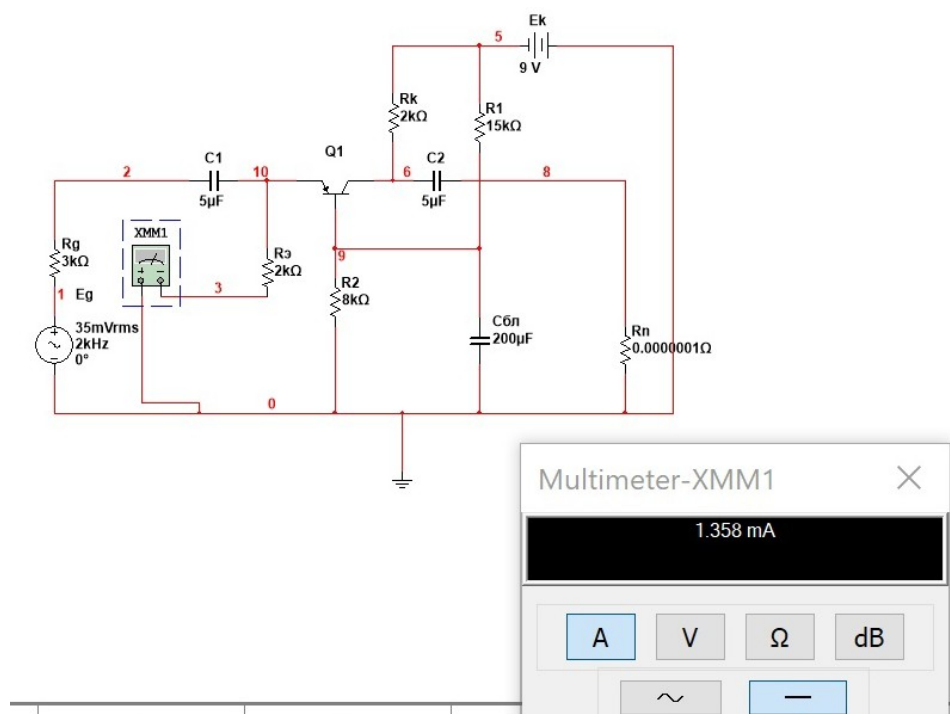 Ek
5
9 V
Rk
2kΩ
R1
15kΩ
Q1
C1
5µF
2
10
6
C2
5µF
8
Rg
3kΩ
XMM1
Rэ
2kΩ
3
9
R2
8kΩ
1
Eg
35mVrms
2kHz
0°
Сбл
200µF
Rn
0.0000001Ω
0
Multimeter-XMM1
1.358 mA
A
V
Ω
dB